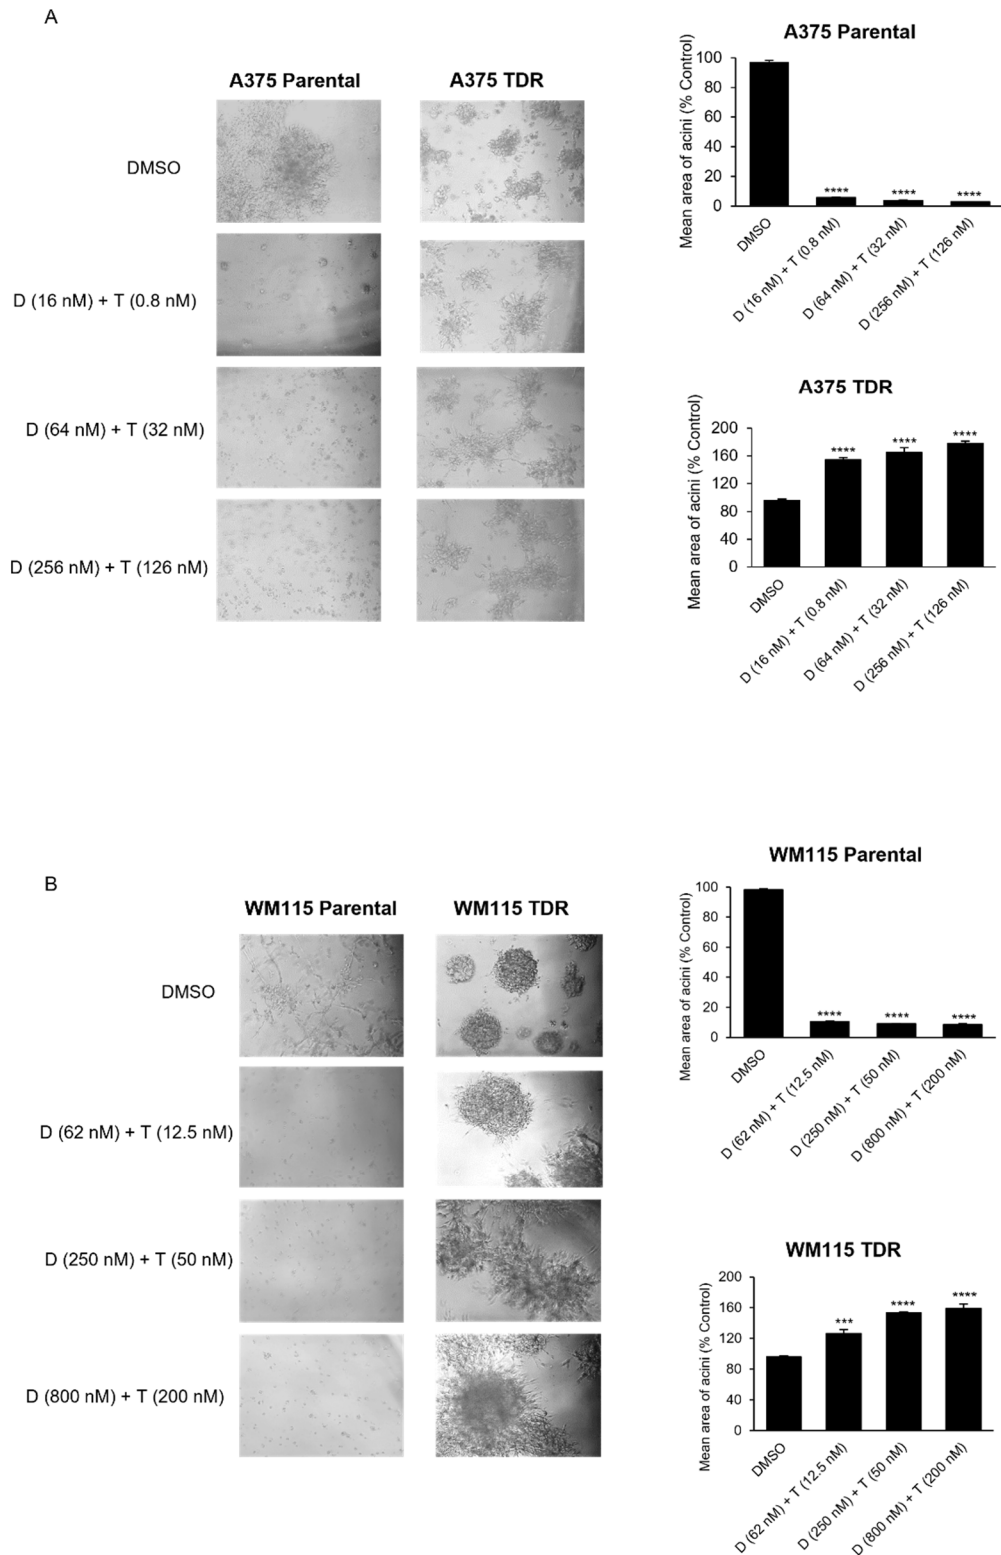 A
A375 Parental
A375 TDR
DMSO
D (16 nM) + T (0.8 nM)
D (64 nM) + T (32 nM)
D (256 nM) + T (126 nM)
A375 Parental
Mean area of acini (% Control)
100
80
60
40
20
0
****
****
****
DMSO
D (16 nM) + T (0.8 nM)
D (64 nM) + T (32 nM)
D (256 nM) + T (126 nM)
A375 TDR
Mean area of acini (% Control)
200
160
120
80
40
0
****
****
****
DMSO
D (16 nM) + T (0.8 nM)
D (64 nM) + T (32 nM)
D (256 nM) + T (126 nM)
B
WM115 Parental
WM115 TDR
DMSO
D (62 nM) + T (12.5 nM)
D (250 nM) + T (50 nM)
D (800 nM) + T (200 nM)
WM115 Parental
Mean area of acini (% Control)
100
80
60
40
20
0
****
****
****
DMSO
D (62 nM) + T (12.5 nM)
D (250 nM) + T (50 nM)
D (800 nM) + T (200 nM)
WM115 TDR
Mean area of acini (% Control)
200
160
120
80
40
0
***
****
****
DMSO
D (62 nM) + T (12.5 nM)
D (250 nM) + T (50 nM)
D (800 nM) + T (200 nM)